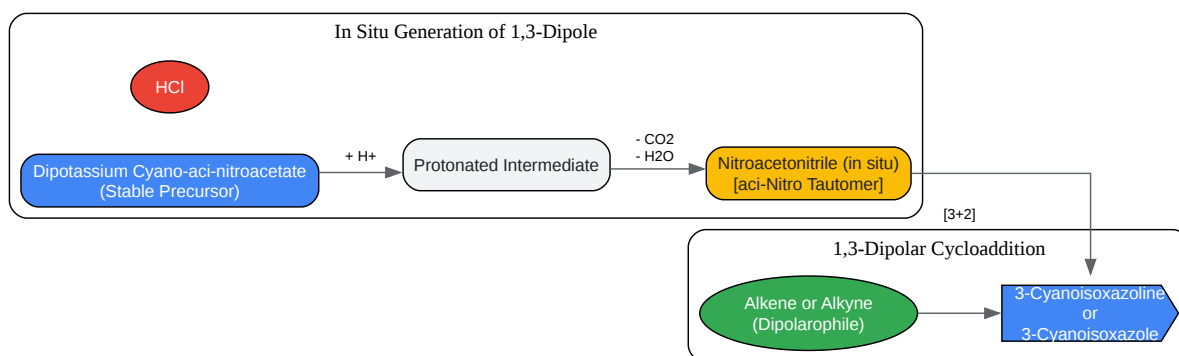 In Situ Generation of 1,3-Dipole
HCl
Dipotassium Cyano-aci-nitroacetate
(Stable Precursor)
+ H+
Protonated Intermediate
- CO2
- H2O
Nitroacetonitrile (in situ)
[aci-Nitro Tautomer]
[3+2]
1,3-Dipolar Cycloaddition
Alkene or Alkyne
(Dipolarophile)
3-Cyanoisoxazoline
or
3-Cyanoisoxazole